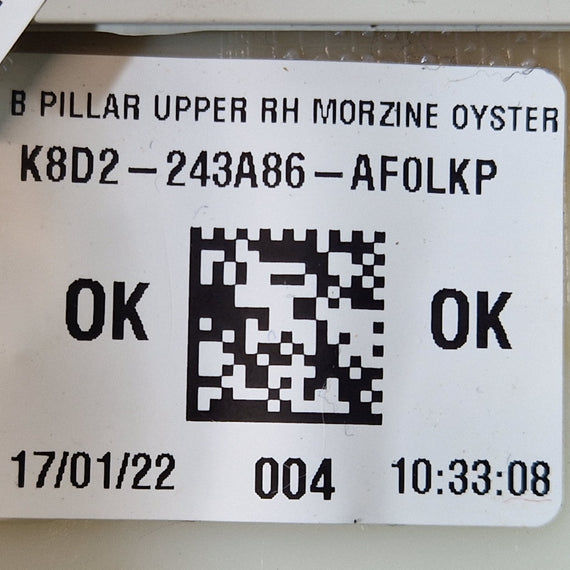 B PILLAR UPPER RH MORZINE OYSTER
K8D2-243A86-AF0LKP
OK OK
17/01/22 004 10:33:08